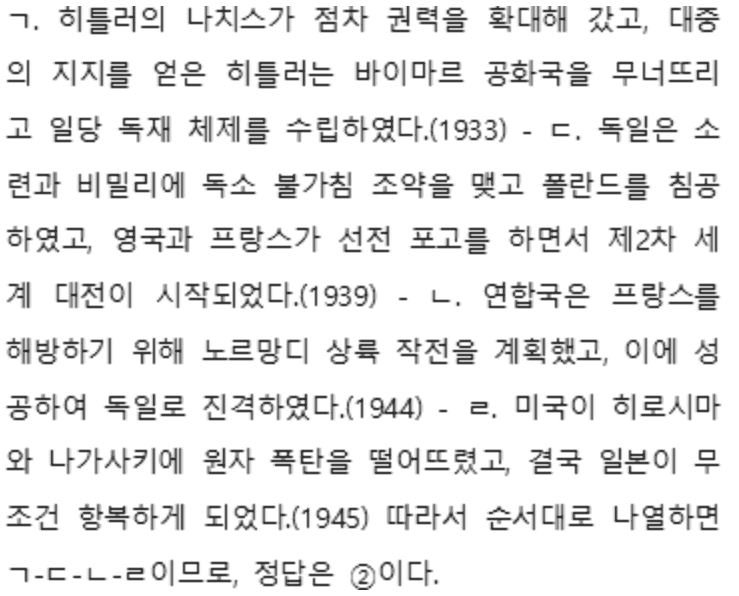 ㄱ. 히틀러의 나치스가 점차 권력을 확대해 갔고, 대중
의 지지를 얻은 히틀러는 바이마르 공화국을 무너뜨리
고 일당 독재 체제를 수립하였다.(1933) - ㄷ. 독일은 소
련과 비밀리에 독소 불가침 조약을 맺고 폴란드를 침공
하였고, 영국과 프랑스가 선전 포고를 하면서 제2차 세
계 대전이 시작되었다.(1939) - ㄴ. 연합국은 프랑스를
해방하기 위해 노르망디 상륙 작전을 계획했고, 이에 성
공하여 독일로 진격하였다.(1944) - ㄹ. 미국이 히로시마
와 나가사키에 원자 폭탄을 떨어뜨렸고, 결국 일본이 무
조건 항복하게 되었다.(1945) 따라서 순서대로 나열하면
ㄱ-ㄷ-ㄴ-ㄹ이므로, 정답은 ②이다.